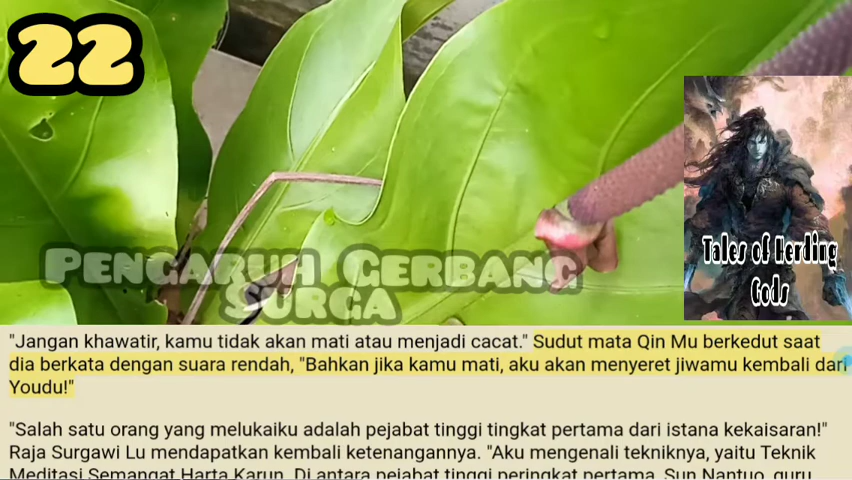 22
PENGARUH GERBANG
SURGA
Tales of Herding
Gods
"Jangan khawatir, kamu tidak akan mati atau menjadi cacat." Sudut mata Qin Mu berkedut saat
dia berkata dengan suara rendah, "Bahkan jika kamu mati, aku akan menyeret jiwamu kembali dari
Youdu!"
"Salah satu orang yang melukaiku adalah pejabat tinggi tingkat pertama dari istana kekaisaran!"
Raja Surgawi Lu mendapatkan kembali ketenangannya. "Aku mengenali tekniknya, yaitu Teknik
Meditasi Semangat Harta Karun. Di antara pejabat tinggi peringkat pertama, Sun Nantuo, guru